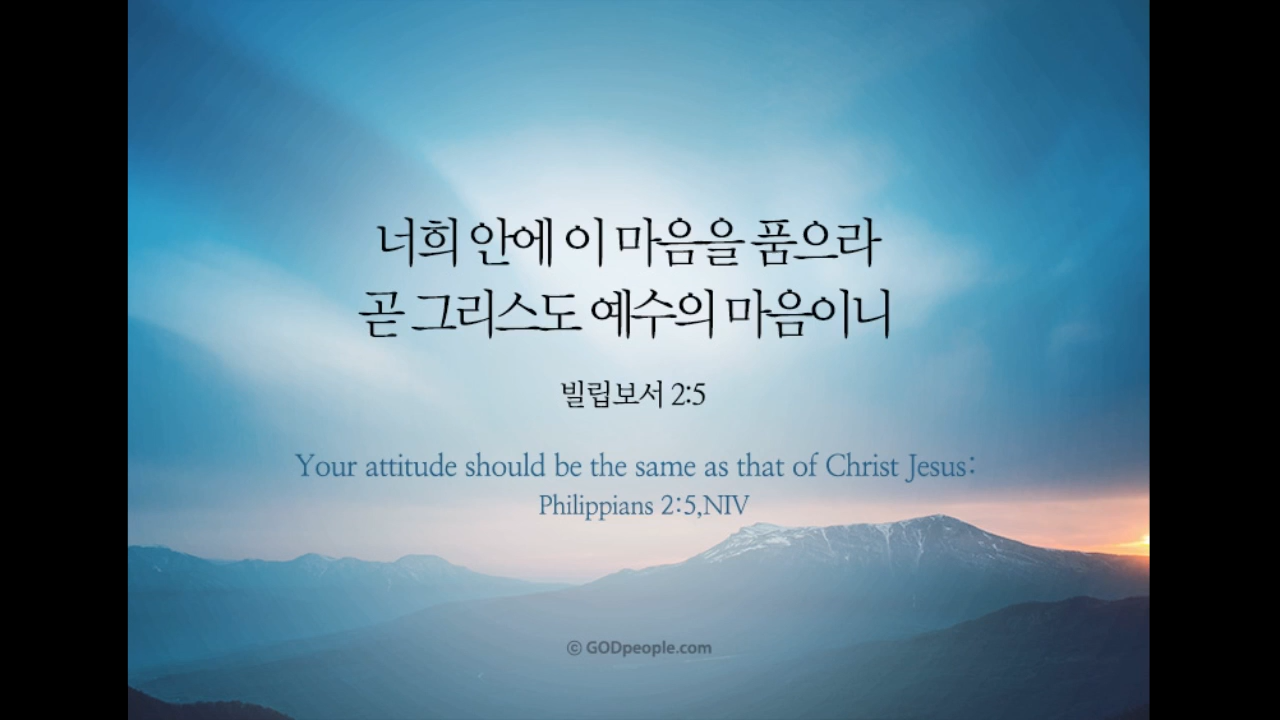 너희 안에 이 마음을 품으라
곧 그리스도 예수의 마음이니
빌립보서 2:5
Your attitude should be the same as that of Christ Jesus:
Philippians 2:5,NIV
© GODpeople.com